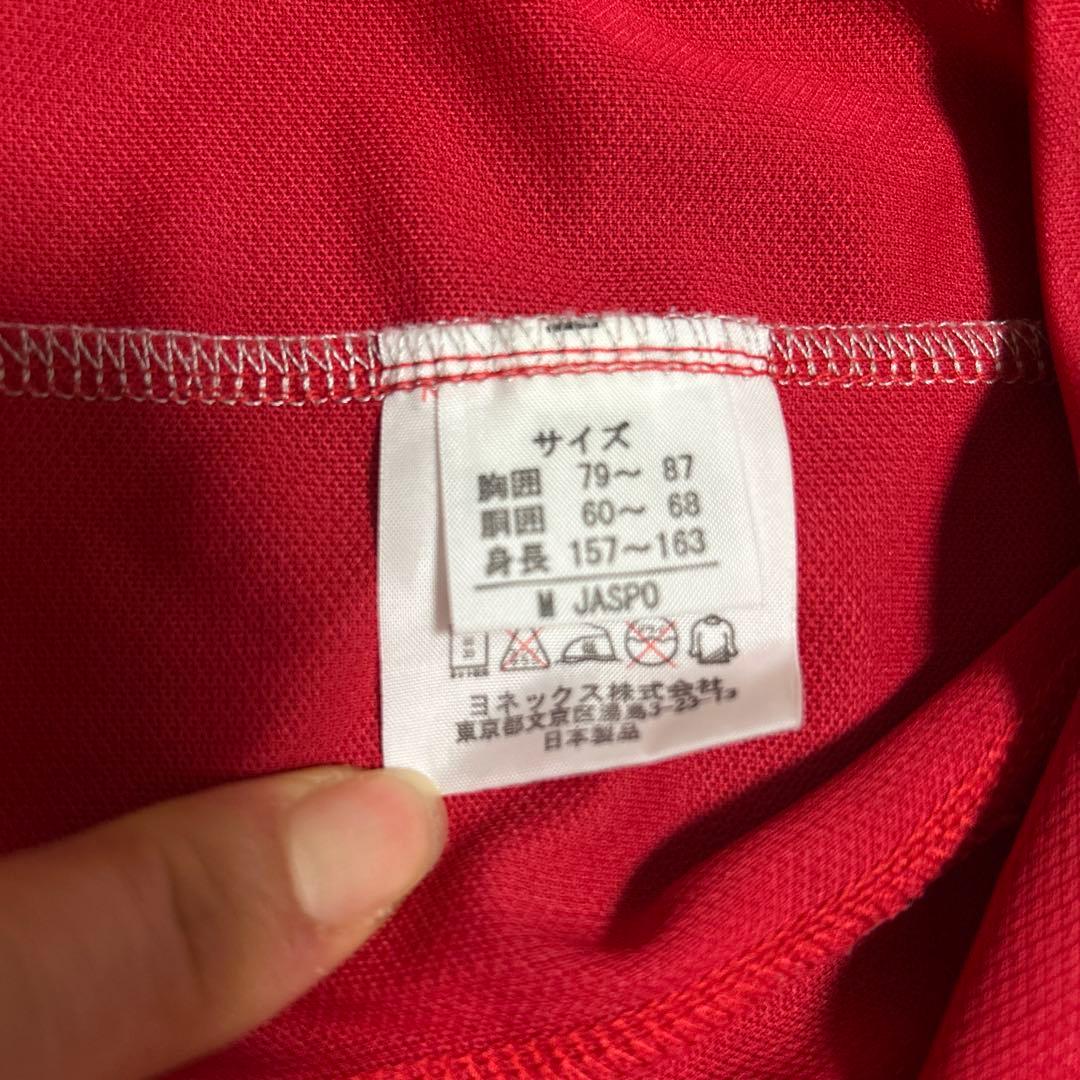 サイズ
胸囲 79～ 87
胴囲 60～ 68
身長 157～163
M JASPO
ヨネックス株式会社
東京都文京区湯島3-23-13
日本製品